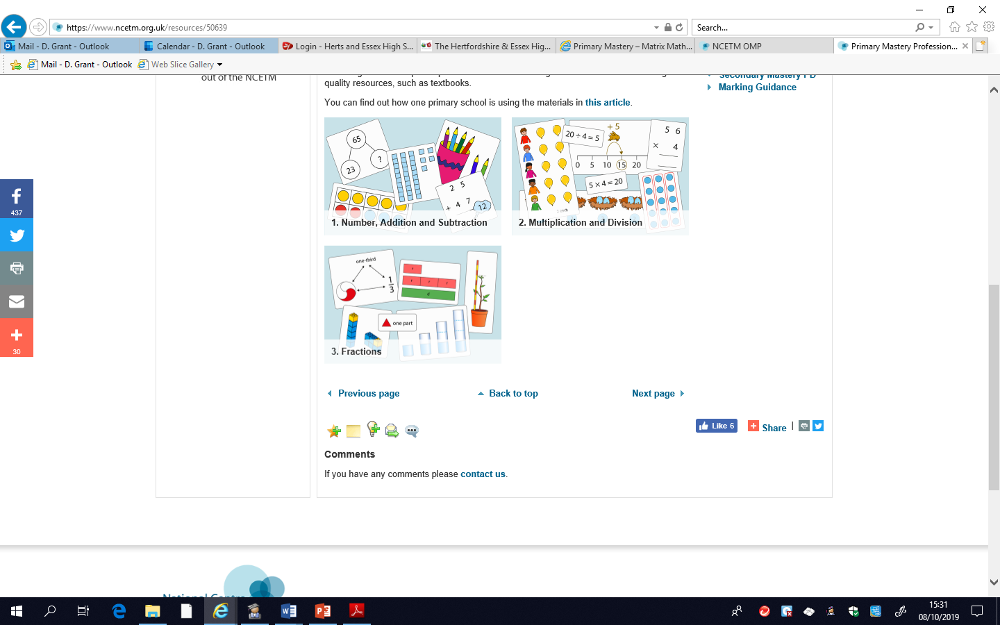 https://www.ncetm.org.uk/resources/50639
Search...
Mail - D. Grant - Outlook
Calendar - D. Grant - Outlook
Login - Herts and Essex High S...
The Hertfordshire & Essex Hig...
Primary Mastery – Matrix Math...
NCETM OMP
Primary Mastery Profession...
Mail - D. Grant - Outlook
Web Slice Gallery
out of the NCETM
quality resources, such as textbooks.
You can find out how one primary school is using the materials in this article.
Secondary Mastery PD
Marking Guidance
65
23
?
2 5
+ 4 7
12
1. Number, Addition and Subtraction
20 ÷ 4 = 5
+ 5
0 5 10 15 20
5 6
× 4
5 × 4 = 20
2. Multiplication and Division
one-third
1
3
one part
3. Fractions
437
30
Previous page
Back to top
Next page
Like 6
Share
Comments
If you have any comments please contact us.
National Centre
15:31
08/10/2019